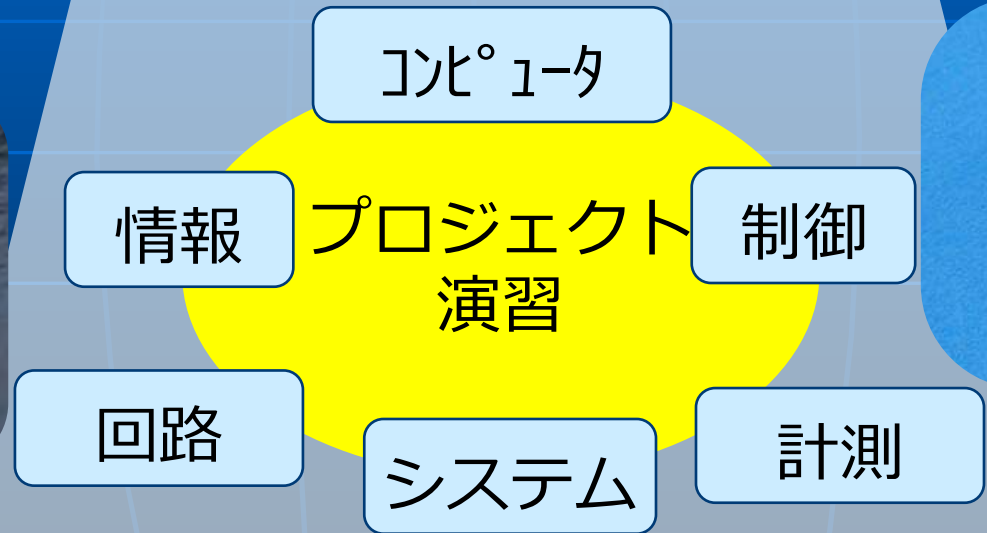 コンピュータ
情報
プロジェクト
演習
制御
回路
システム
計測